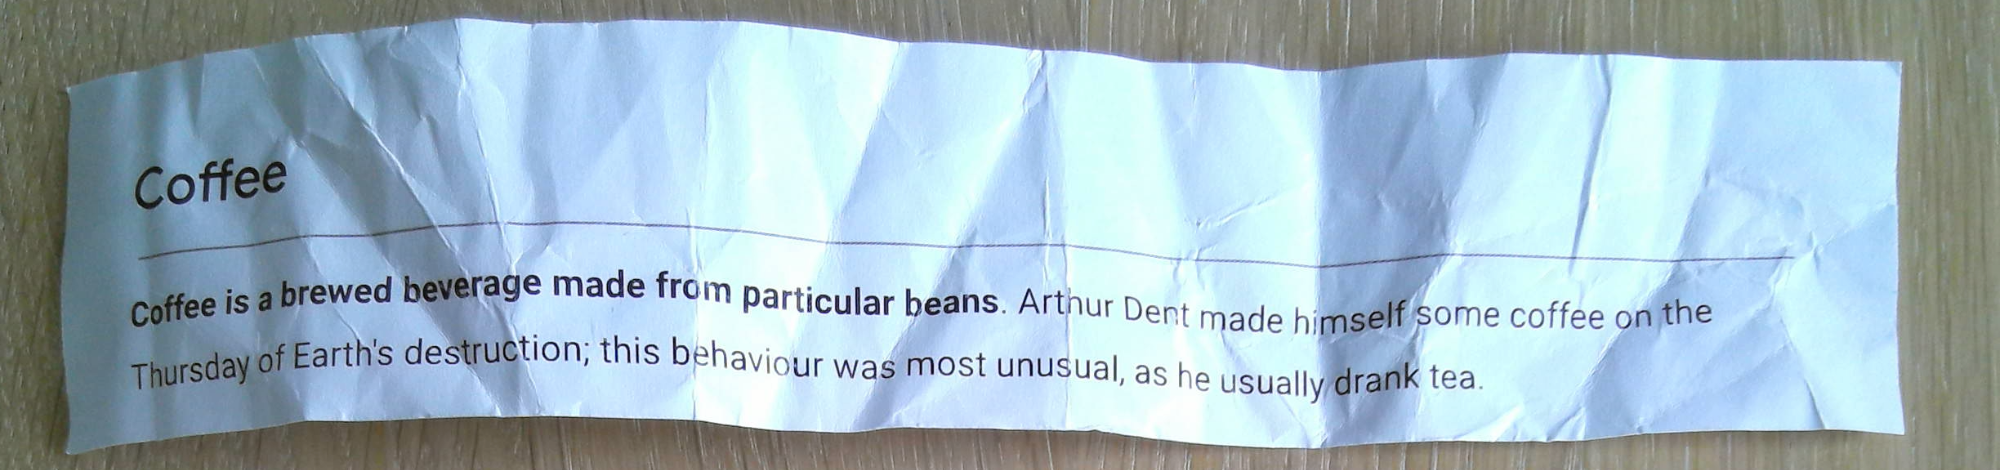 Coffee
Coffee is a brewed beverage made from particular beans. Arthur Dent made himself some coffee on the
Thursday of Earth's destruction; this behaviour was most unusual, as he usually drank tea.